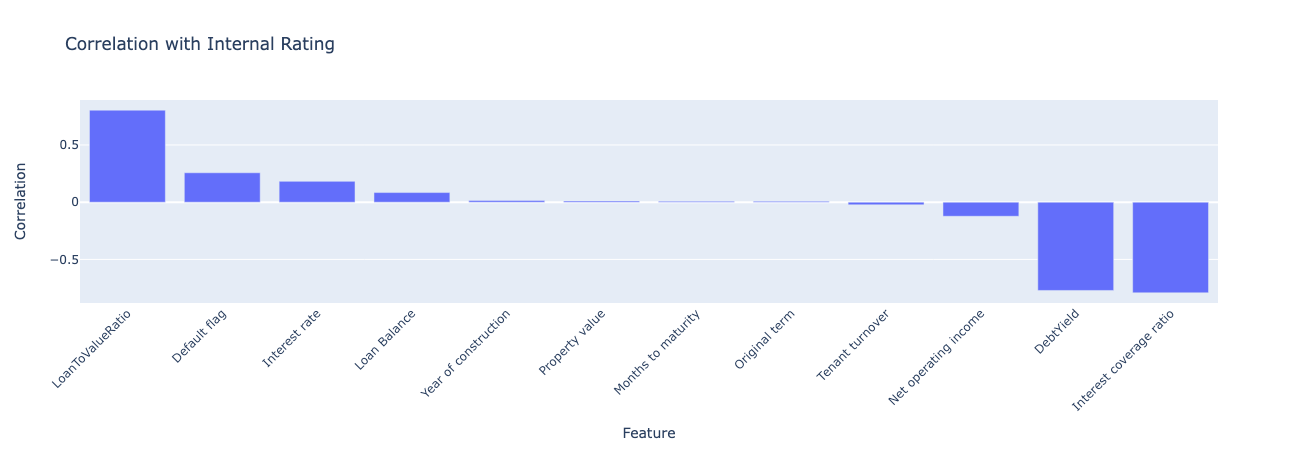 Correlation with Internal Rating
Correlation
0.5
0
−0.5
LoanToValueRatio
Default flag
Interest rate
Loan Balance
Year of construction
Property value
Months to maturity
Original term
Tenant turnover
Net operating income
DebtYield
Interest coverage ratio
Feature